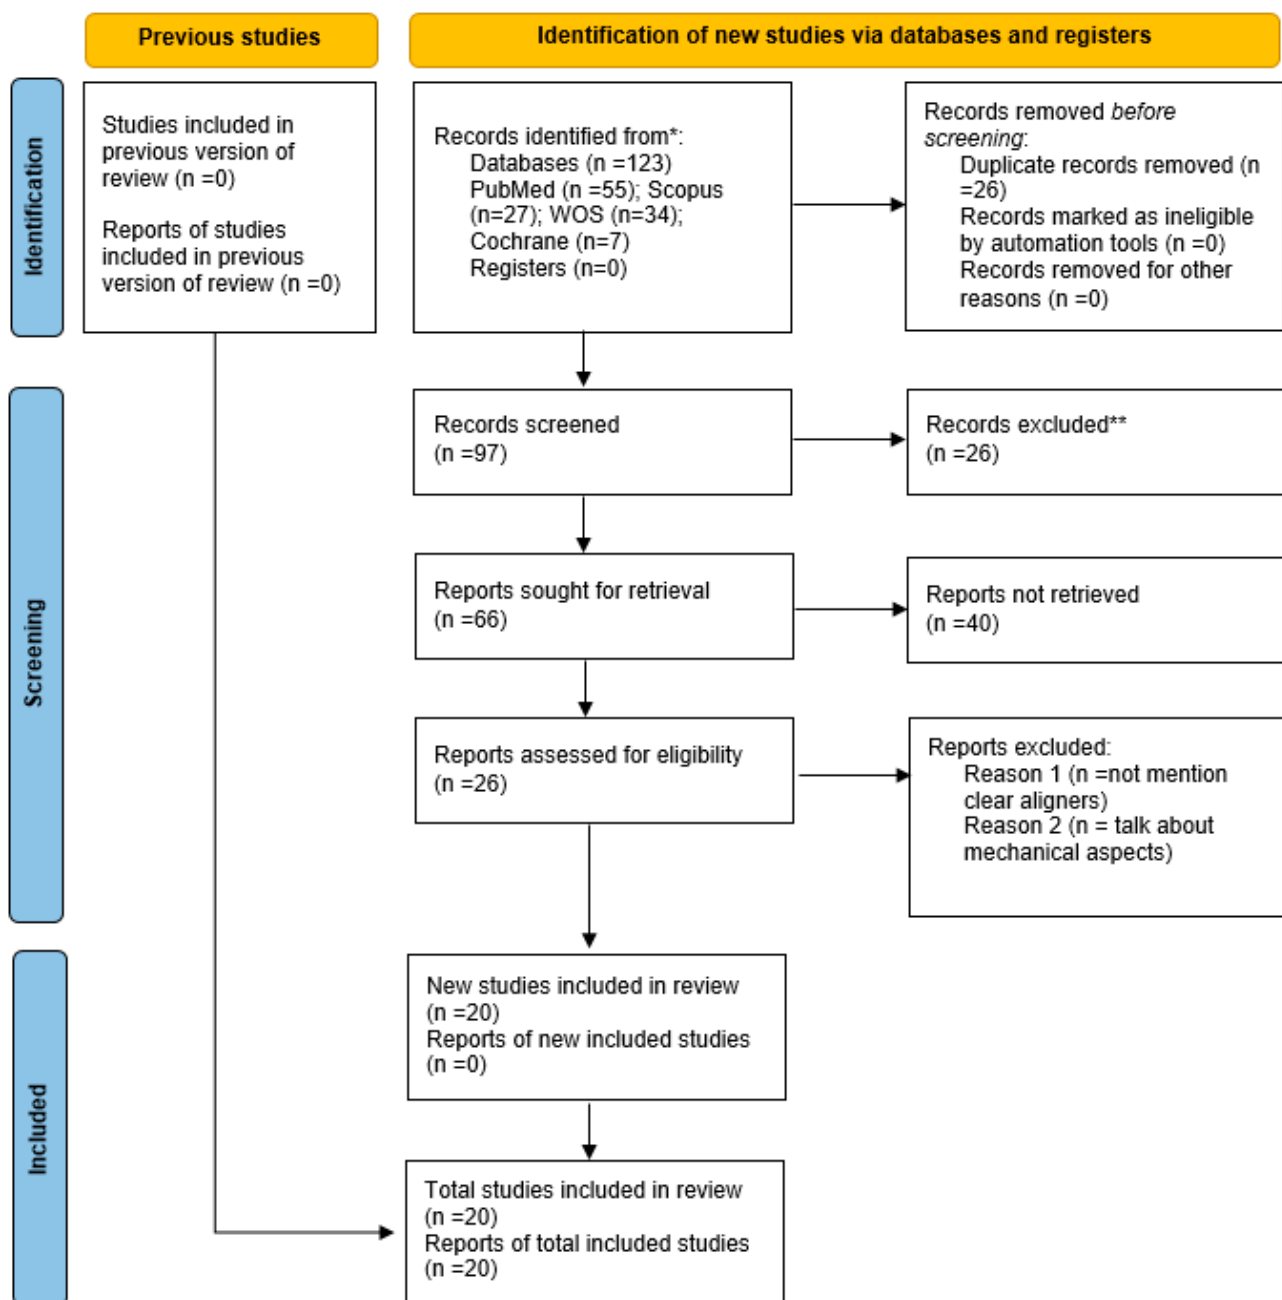 Previous studies
Identification of new studies via databases and registers
Identification
Studies included in
previous version of
review (n =0)
Reports of studies
included in previous
version of review (n =0)
Records identified from*:
Databases (n =123)
PubMed (n =55); Scopus
(n=27); WOS (n=34);
Cochrane (n=7)
Registers (n=0)
Records removed before
screening:
Duplicate records removed (n
=26)
Records marked as ineligible
by automation tools (n =0)
Records removed for other
reasons (n =0)
Screening
Records screened
(n =97)
Records excluded**
(n =26)
Reports sought for retrieval
(n =66)
Reports not retrieved
(n =40)
Reports assessed for eligibility
(n =26)
Reports excluded:
Reason 1 (n =not mention
clear aligners)
Reason 2 (n = talk about
mechanical aspects)
Included
New studies included in review
(n =20)
Reports of new included studies
(n =0)
Total studies included in review
(n =20)
Reports of total included studies
(n =20)